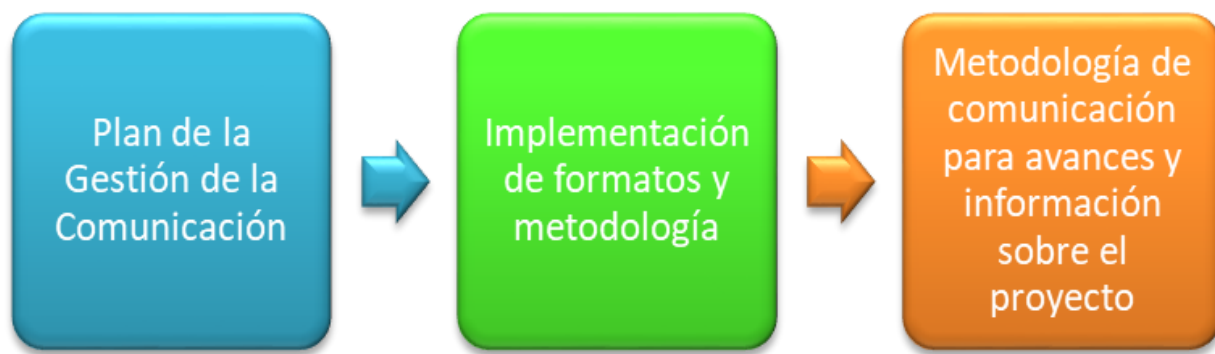 Plan de la
Gestión de la
Comunicación
Implementación
de formatos y
metodología
Metodología de
comunicación
para avances y
información
sobre el
proyecto